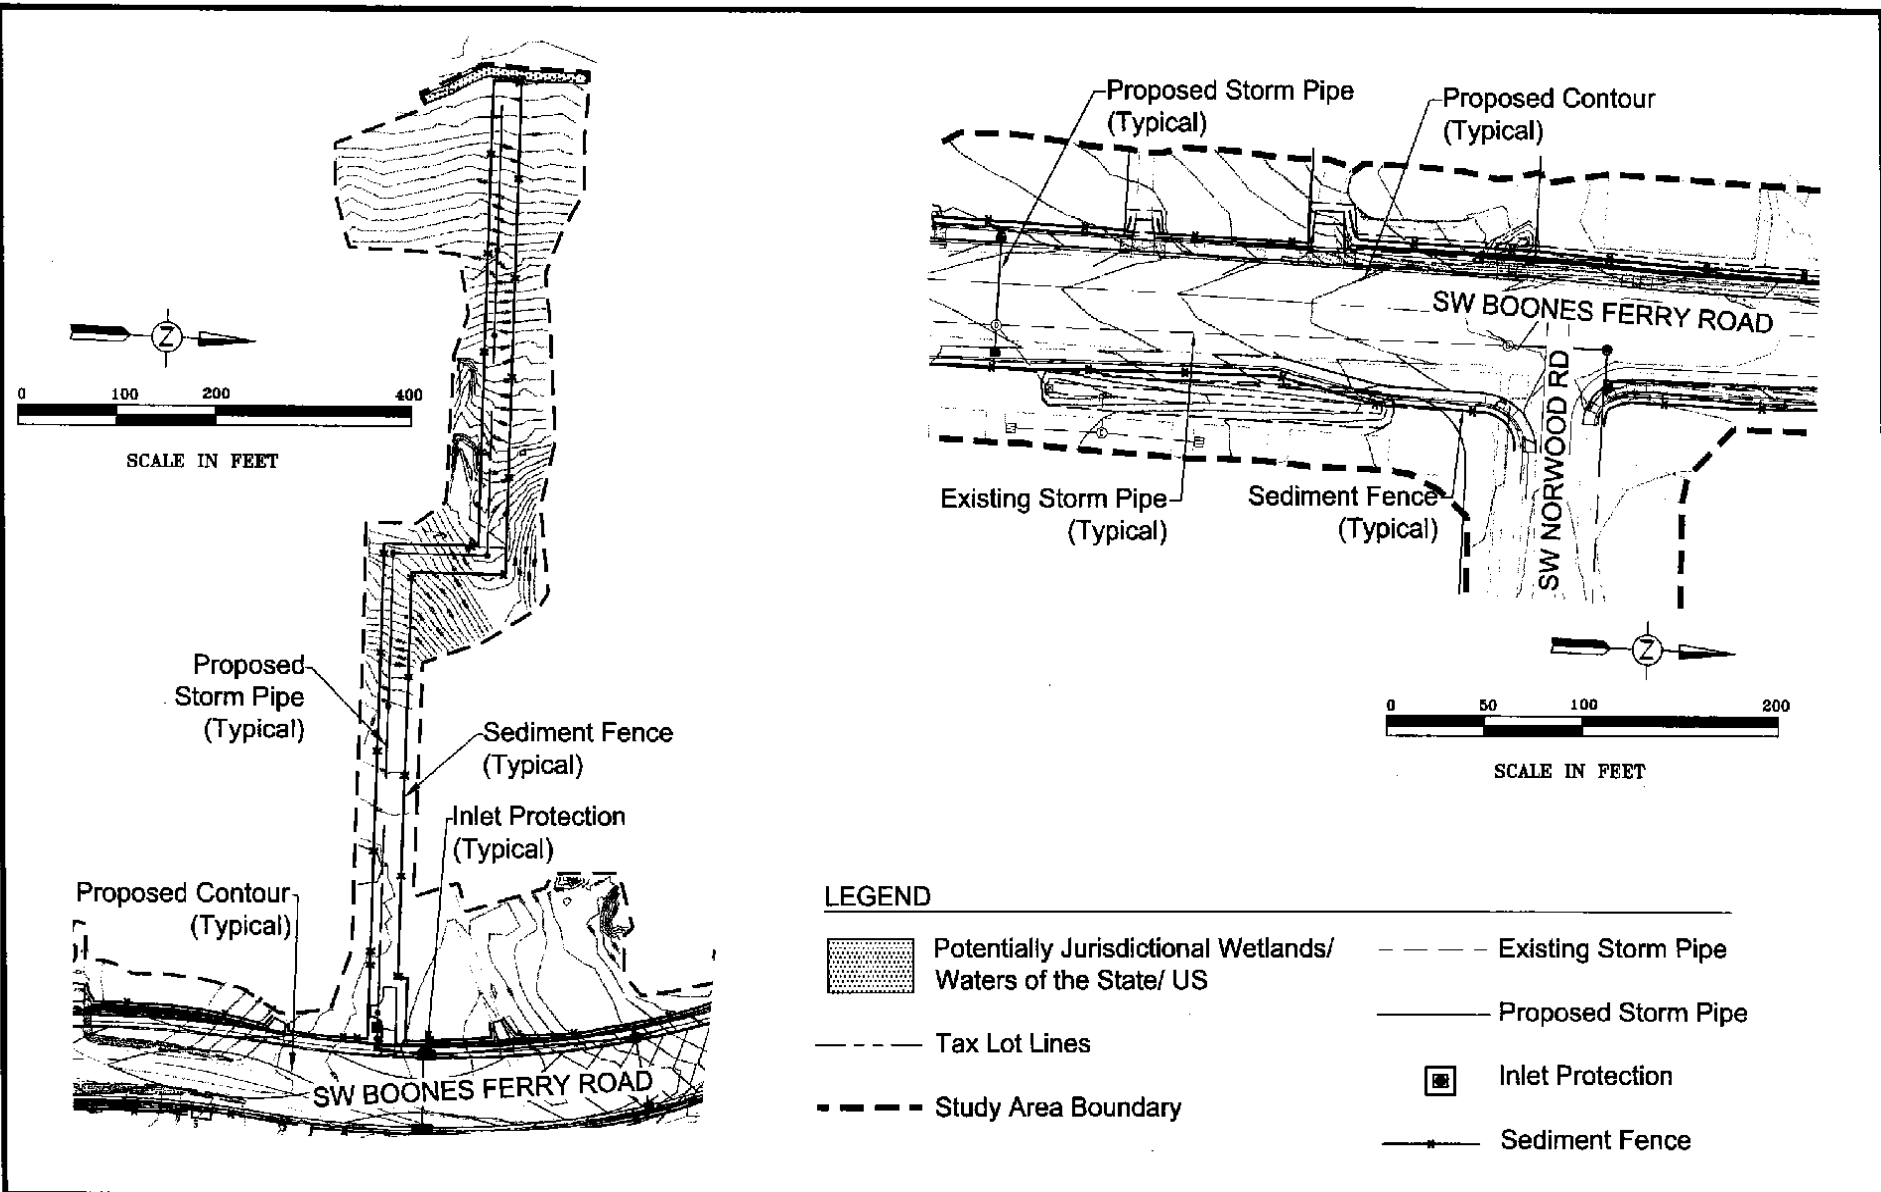 Proposed Storm Pipe
(Typical)
Proposed Contour
(Typical)
SW BOONES FERRY ROAD
SW NORWOOD RD
Existing Storm Pipe
(Typical)
Sediment Fence
(Typical)
Z
0 50 100 200
SCALE IN FEET
Z
0 100 200 400
SCALE IN FEET
Proposed
Storm Pipe
(Typical)
Sediment Fence
(Typical)
Inlet Protection
(Typical)
Proposed Contour
(Typical)
SW BOONES FERRY ROAD
LEGEND
Potentially Jurisdictional Wetlands/
Waters of the State/ US
Tax Lot Lines
Study Area Boundary
Existing Storm Pipe
Proposed Storm Pipe
Inlet Protection
Sediment Fence